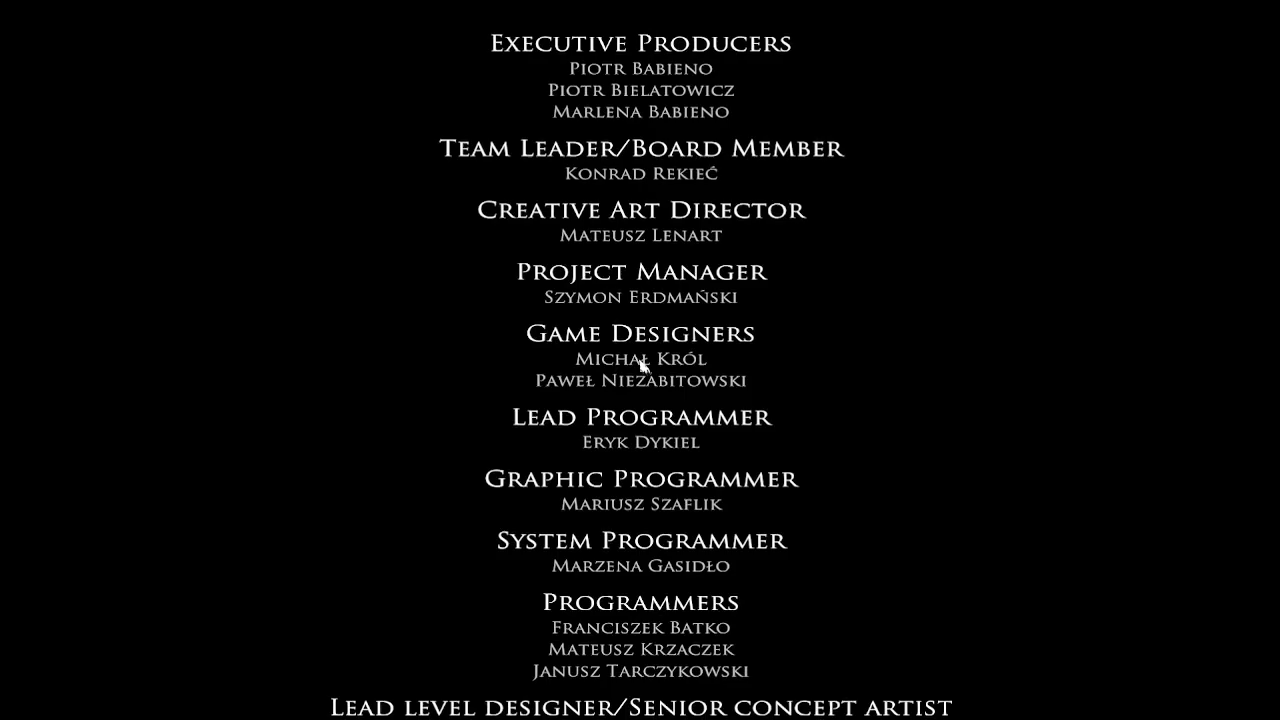 Executive Producers
Piotr Babieno
Piotr Bielatowicz
Marlena Babieno
Team Leader/Board Member
Konrad Rekieć
Creative Art Director
Mateusz Lenart
Project Manager
Szymon Erdmański
Game Designers
Michał Król
Paweł Niezabitowski
Lead Programmer
Eryk Dykiel
Graphic Programmer
Mariusz Szaflik
System Programmer
Marzena Gasidło
Programmers
Franciszek Batko
Mateusz Krzaczek
Janusz Tarczykowski
Lead level designer/Senior concept artist